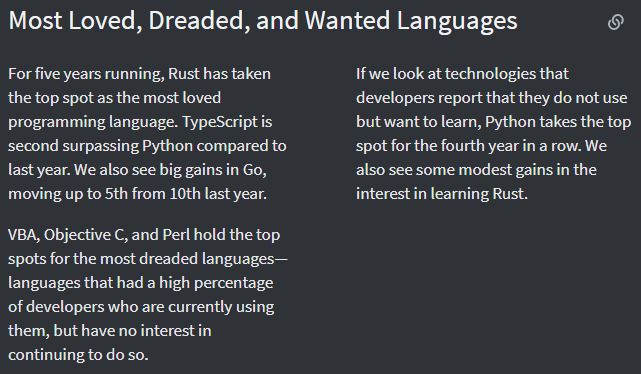 Most Loved, Dreaded, and Wanted Languages
For five years running, Rust has taken
the top spot as the most loved
programming language. TypeScript is
second surpassing Python compared to
last year. We also see big gains in Go,
moving up to 5th from 10th last year.
VBA, Objective C, and Perl hold the top
spots for the most dreaded languages—
languages that had a high percentage
of developers who are currently using
them, but have no interest in
continuing to do so.
If we look at technologies that
developers report that they do not use
but want to learn, Python takes the top
spot for the fourth year in a row. We
also see some modest gains in the
interest in learning Rust.